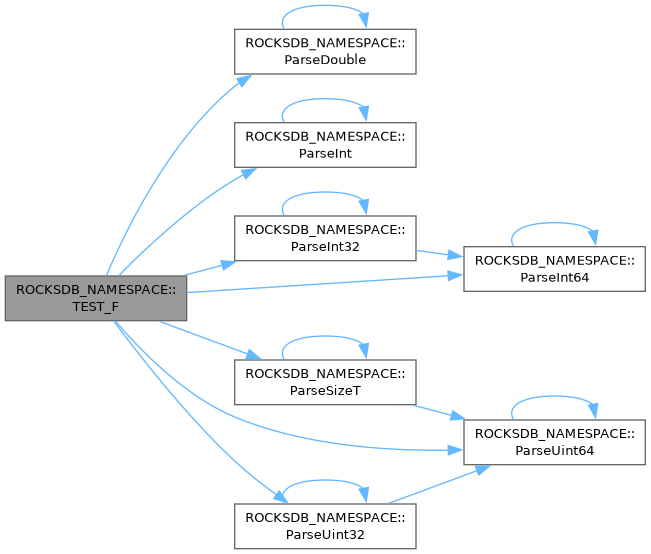 ROCKSDB_NAMESPACE::
ParseDouble
ROCKSDB_NAMESPACE::
ParseInt
ROCKSDB_NAMESPACE::
ParseInt32
ROCKSDB_NAMESPACE::
ParseInt64
ROCKSDB_NAMESPACE::
TEST_F
ROCKSDB_NAMESPACE::
ParseSizeT
ROCKSDB_NAMESPACE::
ParseUint64
ROCKSDB_NAMESPACE::
ParseUint32